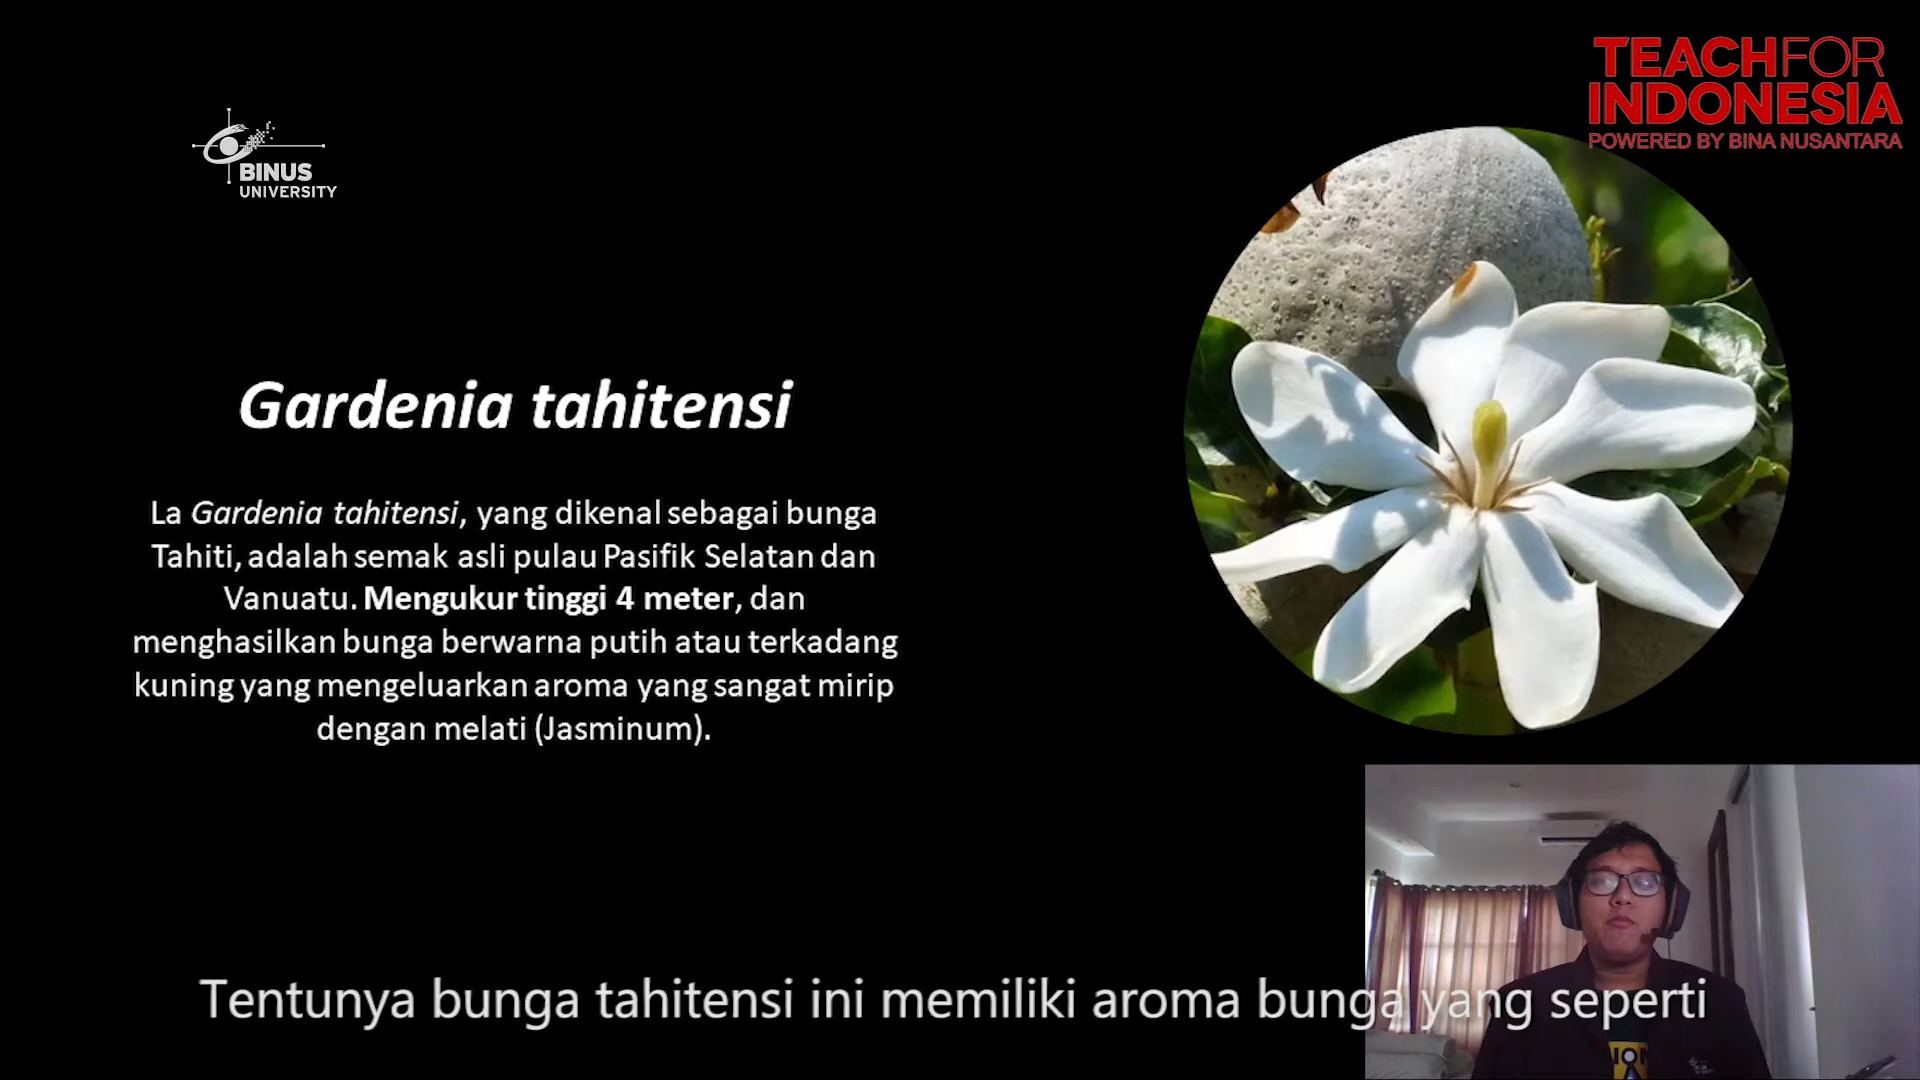 TEACHFOR
INDONESIA
POWERED BY BINA NUSANTARA
BINUS
UNIVERSITY
Gardenia tahitensi
La Gardenia tahitensi, yang dikenal sebagai bunga
Tahiti, adalah semak asli pulau Pasifik Selatan dan
Vanuatu. Mengukur tinggi 4 meter, dan
menghasilkan bunga berwarna putih atau terkadang
kuning yang mengeluarkan aroma yang sangat mirip
dengan melati (Jasminum).
Tentunya bunga tahitensi ini memiliki aroma bunga yang seperti